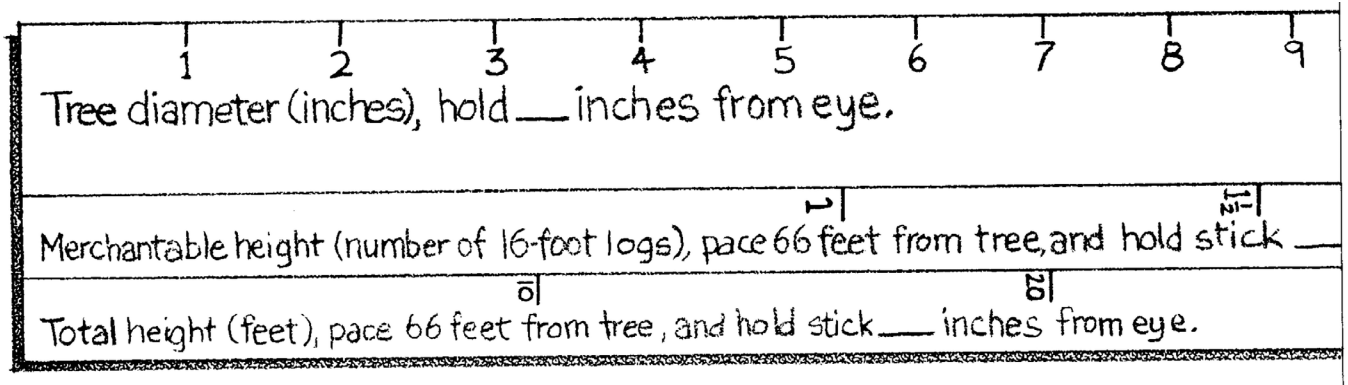 1 2 3 4 5 6 7 8 9
Tree diameter (inches), hold __ inches from eye.
1 1½
Merchantable height (number of 16-foot logs), pace 66 feet from tree, and hold stick __
10 20
Total height (feet), pace 66 feet from tree, and hold stick __ inches from eye.